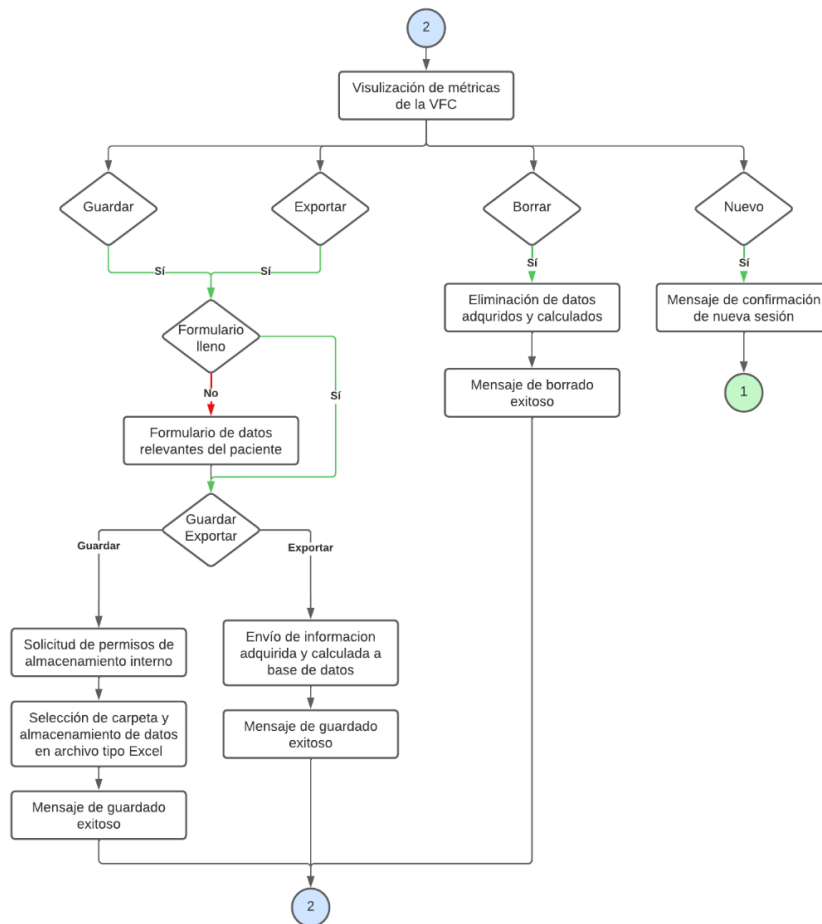 2
Visulización de métricas
de la VFC
Guardar
Exportar
Borrar
Nuevo
Sí
Sí
Sí
Sí
Formulario
lleno
Eliminación de datos
adquridos y calculados
Mensaje de confirmación
de nueva sesión
No
Sí
Mensaje de borrado
exitoso
1
Formulario de datos
relevantes del paciente
Guardar
Exportar
Guardar
Exportar
Solicitud de permisos de
almacenamiento interno
Envío de informacion
adquirida y calculada a
base de datos
Selección de carpeta y
almacenamiento de datos
en archivo tipo Excel
Mensaje de guardado
exitoso
Mensaje de guardado
exitoso
2